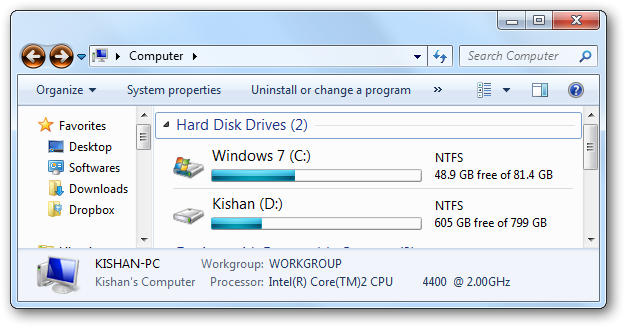 Computer
Search Computer
Organize System properties Uninstall or change a program »
Favorites
Desktop
Softwares
Downloads
Dropbox
Hard Disk Drives (2)
Windows 7 (C:) NTFS
48.9 GB free of 81.4 GB
Kishan (D:) NTFS
605 GB free of 799 GB
KISHAN-PC Workgroup: WORKGROUP
Kishan's Computer Processor: Intel(R) Core(TM)2 CPU 4400 @ 2.00GHz